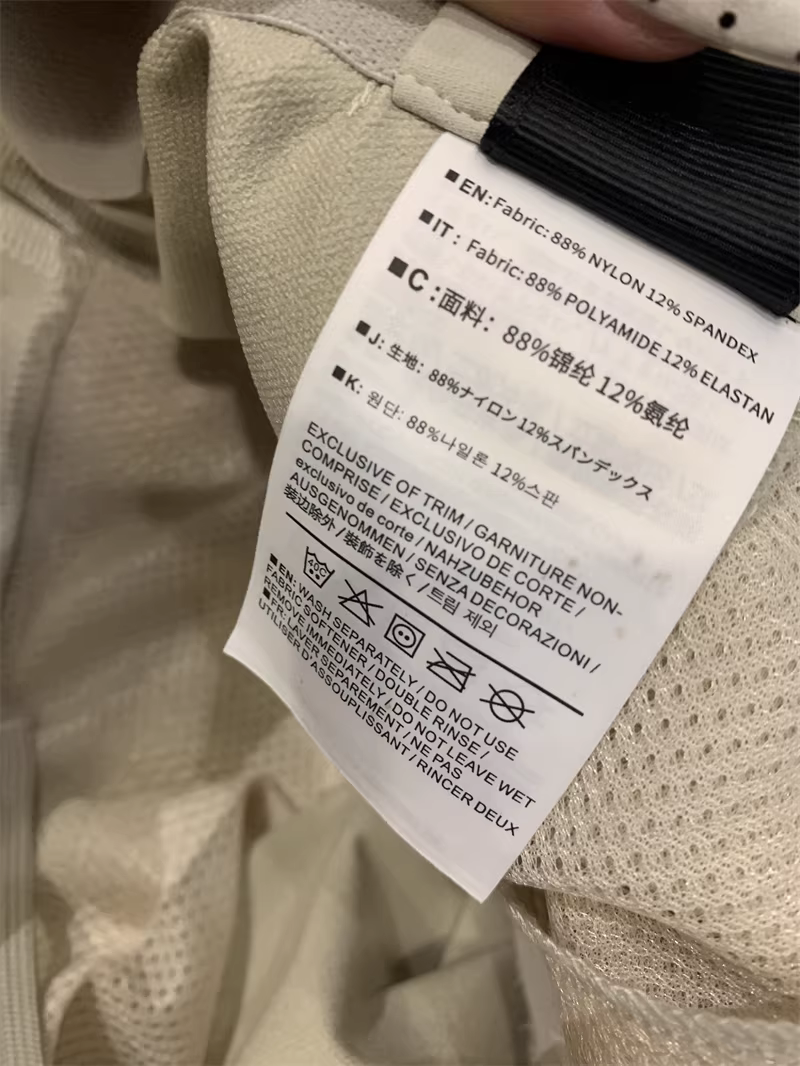 ■EN:Fabric: 88% NYLON 12% SPANDEX
■IT: Fabric: 88% POLYAMIDE 12% ELASTAN
■C:面料: 88%锦纶 12%氨纶
■J: 生地: 88%ナイロン12%スパンデックス
■K: 원단: 88%나일론 12%스판
EXCLUSIVE OF TRIM / GARNITURE NON-
COMPRISE / EXCLUSIVO DE CORTE /
exclusivo de corte / NAHZUBEHOR
AUSGENOMMEN / SENZA DECORAZIONI /
装边除外 / 装飾を除く / 트림 제외
40C
■EN: WASH SEPARATELY / DO NOT USE
FABRIC SOFTENER / DOUBLE RINSE /
REMOVE IMMEDIATELY / DO NOT LEAVE WET
■FR: LAVER SEPAREMENT / NE PAS
UTILISER D'ASSOUPLISSANT / RINCER DEUX